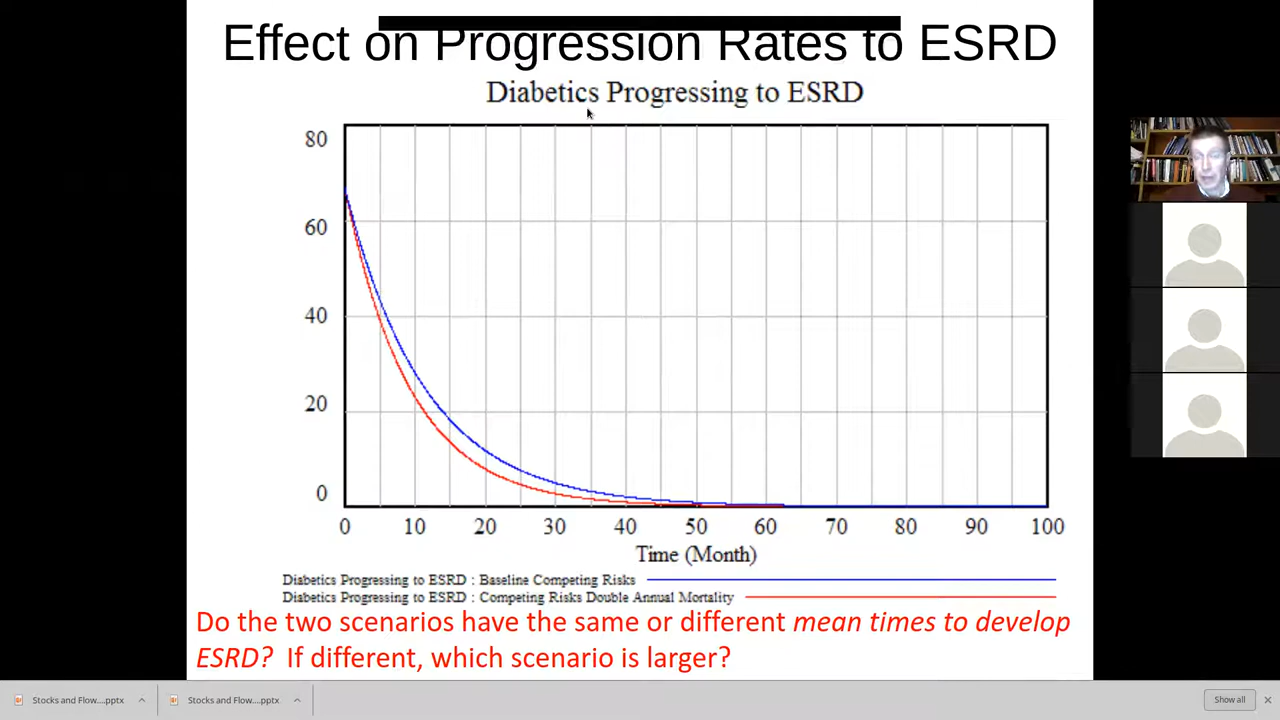 Effect on Progression Rates to ESRD
Diabetics Progressing to ESRD
80
60
40
20
0
0 10 20 30 40 50 60 70 80 90 100
Time (Month)
Diabetics Progressing to ESRD : Baseline Competing Risks
Diabetics Progressing to ESRD : Competing Risks Double Annual Mortality
Do the two scenarios have the same or different mean times to develop
ESRD? If different, which scenario is larger?
Stocks and Flow....pptx
Stocks and Flow....pptx
Show all